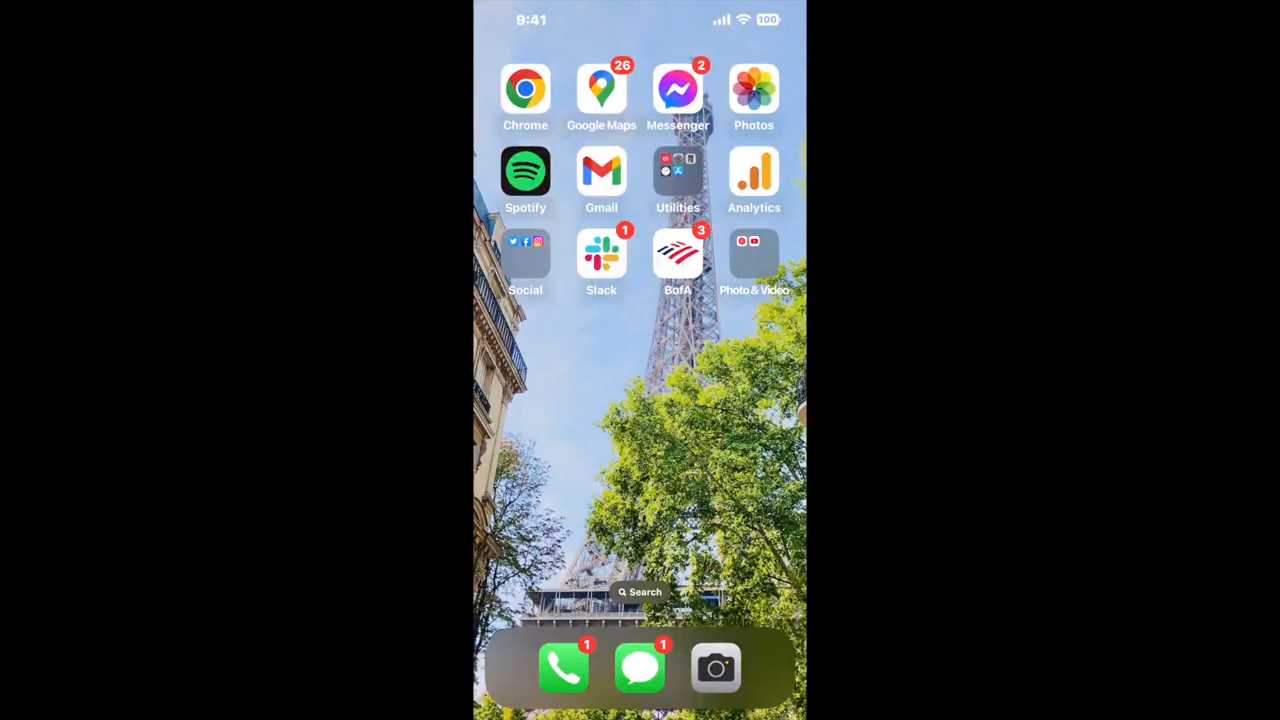 9:41
100
26
2
Chrome
Google Maps
Messenger
Photos
Spotify
Gmail
Utilities
Analytics
1
3
Social
Slack
BofA
Photo & Video
Search
1
1